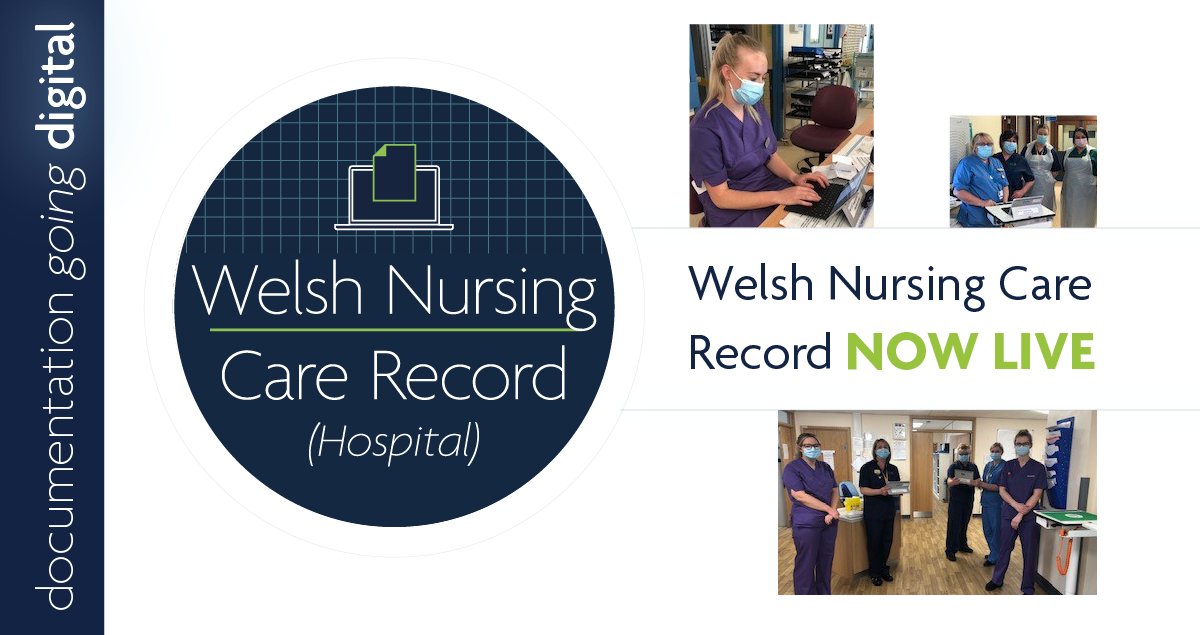 documentation going digital
Welsh Nursing
Care Record
(Hospital)
Welsh Nursing Care
Record NOW LIVE